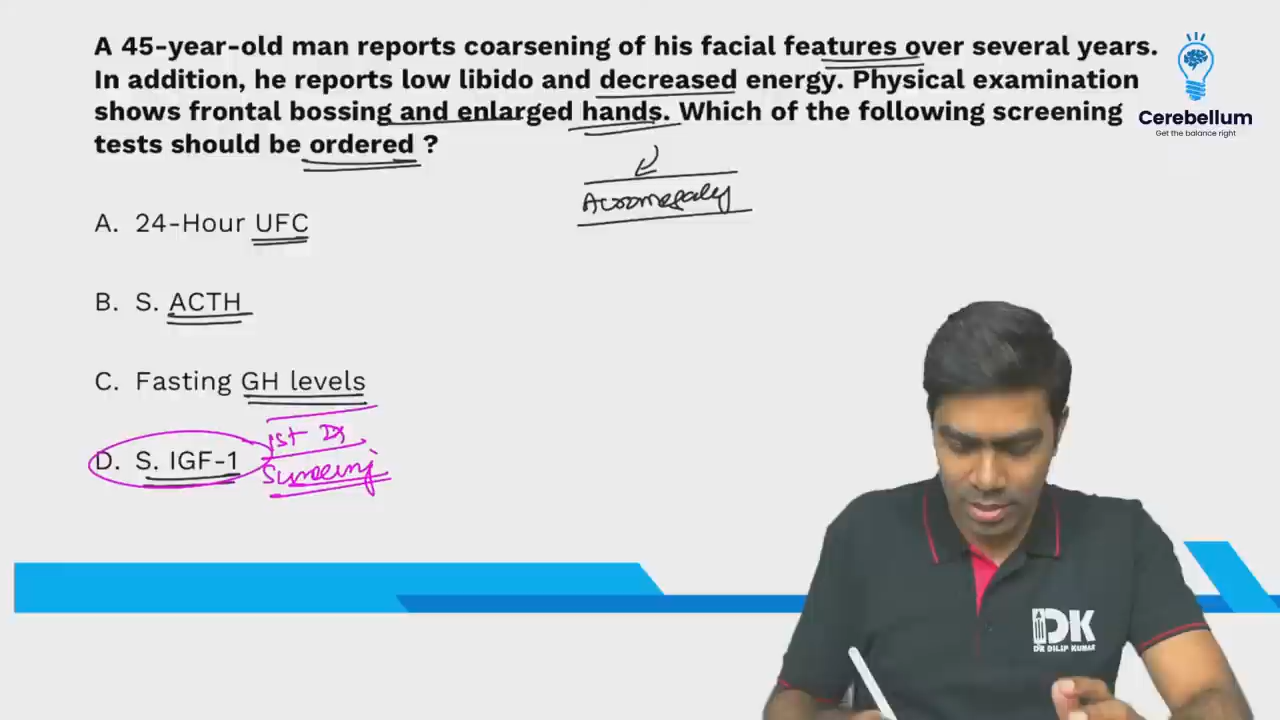 A 45-year-old man reports coarsening of his facial features over several years.
In addition, he reports low libido and decreased energy. Physical examination
shows frontal bossing and enlarged hands. Which of the following screening
tests should be ordered ?
Cerebellum
Get the balance right
Acromegaly
A. 24-Hour UFC
B. S. ACTH
C. Fasting GH levels
1st Dx
D. S. IGF-1
Screening
DK
DR DILIP KUMAR